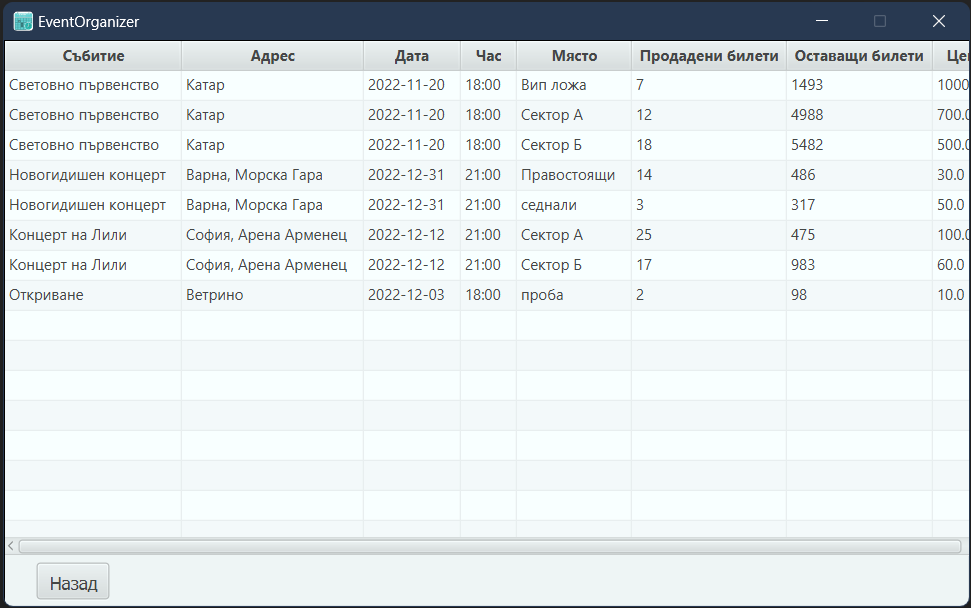 EventOrganizer
Събитие Адрес Дата Час Място Продадени билети Оставащи билети
Световно първенство Катар 2022-11-20 18:00 Вип ложа 7 1493 1000
Световно първенство Катар 2022-11-20 18:00 Сектор А 12 4988 700.0
Световно първенство Катар 2022-11-20 18:00 Сектор Б 18 5482 500.0
Новогидишен концерт Варна, Морска Гара 2022-12-31 21:00 Правостоящи 14 486 30.0
Новогидишен концерт Варна, Морска Гара 2022-12-31 21:00 седнали 3 317 50.0
Концерт на Лили София, Арена Арменец 2022-12-12 21:00 Сектор А 25 475 100.0
Концерт на Лили София, Арена Арменец 2022-12-12 21:00 Сектор Б 17 983 60.0
Откриване Ветрино 2022-12-03 18:00 проба 2 98 10.0
Назад